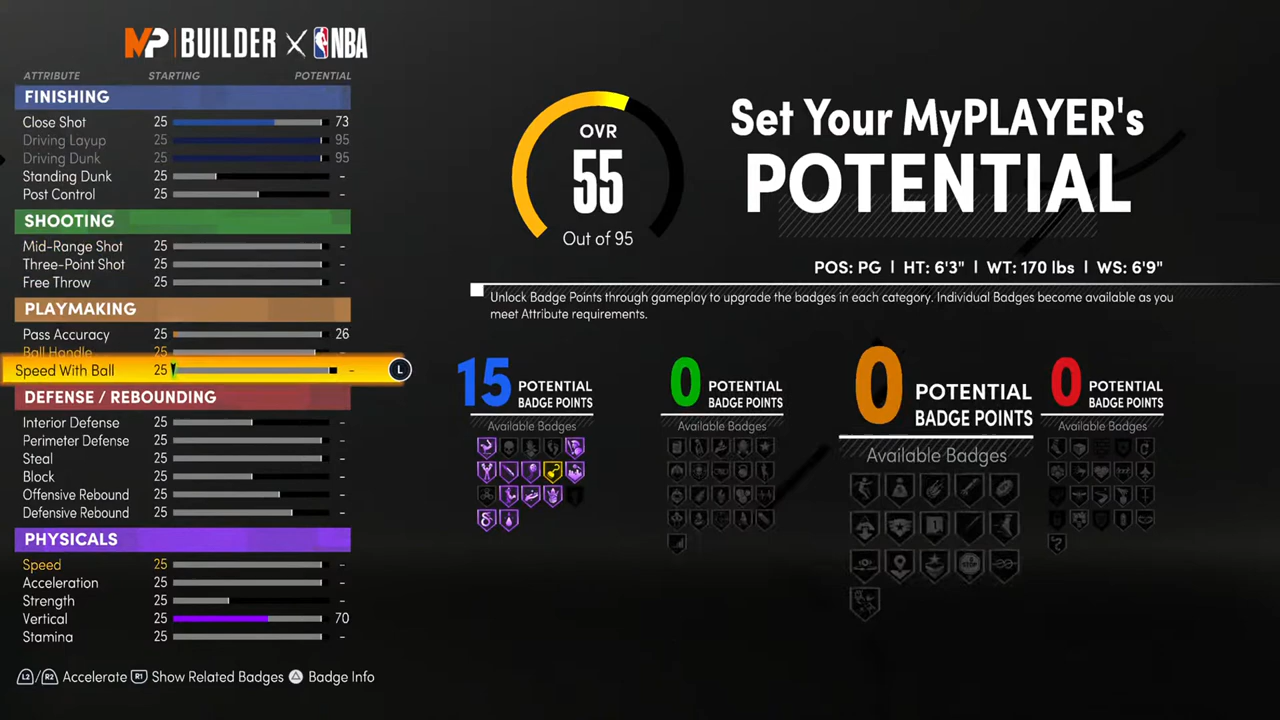 MP | BUILDER X NBA
ATTRIBUTE STARTING POTENTIAL
FINISHING
Close Shot 25 73
Driving Layup 25 95
Driving Dunk 25 95
Standing Dunk 25 -
Post Control 25 -
SHOOTING
Mid-Range Shot 25 -
Three-Point Shot 25 -
Free Throw 25 -
PLAYMAKING
Pass Accuracy 25 26
Ball Handle 25 -
Speed With Ball 25 - L
DEFENSE / REBOUNDING
Interior Defense 25 -
Perimeter Defense 25 -
Steal 25 -
Block 25 -
Offensive Rebound 25 -
Defensive Rebound 25 -
PHYSICALS
Speed 25 -
Acceleration 25 -
Strength 25 -
Vertical 25 70
Stamina 25 -
L2/R2 Accelerate R1 Show Related Badges Badge Info
OVR
55
Out of 95
Set Your MyPLAYER's
POTENTIAL
POS: PG | HT: 6'3" | WT: 170 lbs | WS: 6'9"
Unlock Badge Points through gameplay to upgrade the badges in each category. Individual Badges become available as you
meet Attribute requirements.
15 POTENTIAL
BADGE POINTS
Available Badges
0 POTENTIAL
BADGE POINTS
Available Badges
0 POTENTIAL
BADGE POINTS
Available Badges
0 POTENTIAL
BADGE POINTS
Available Badges